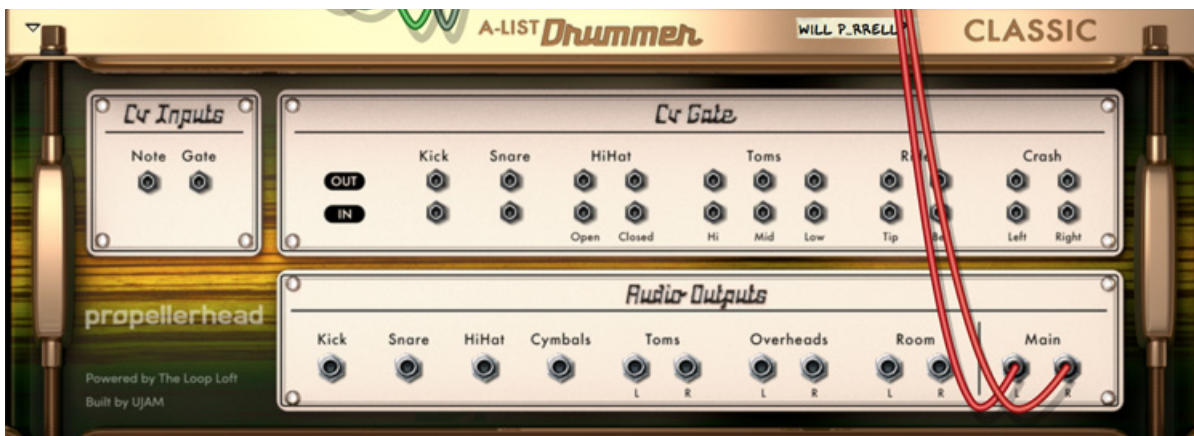 A-LIST Drummer
WILL P_RRELL
CLASSIC
Cv Inputs
Note Gate
Cv Gate
Kick Snare HiHat Toms Crash
OUT
IN
Open Closed Hi Mid Low Tip Left Right
Audio Outputs
propellerhead
Kick Snare HiHat Cymbals Toms Overheads Room Main
L R L R L R L R
Powered by The Loop Loft
Built by UJAM